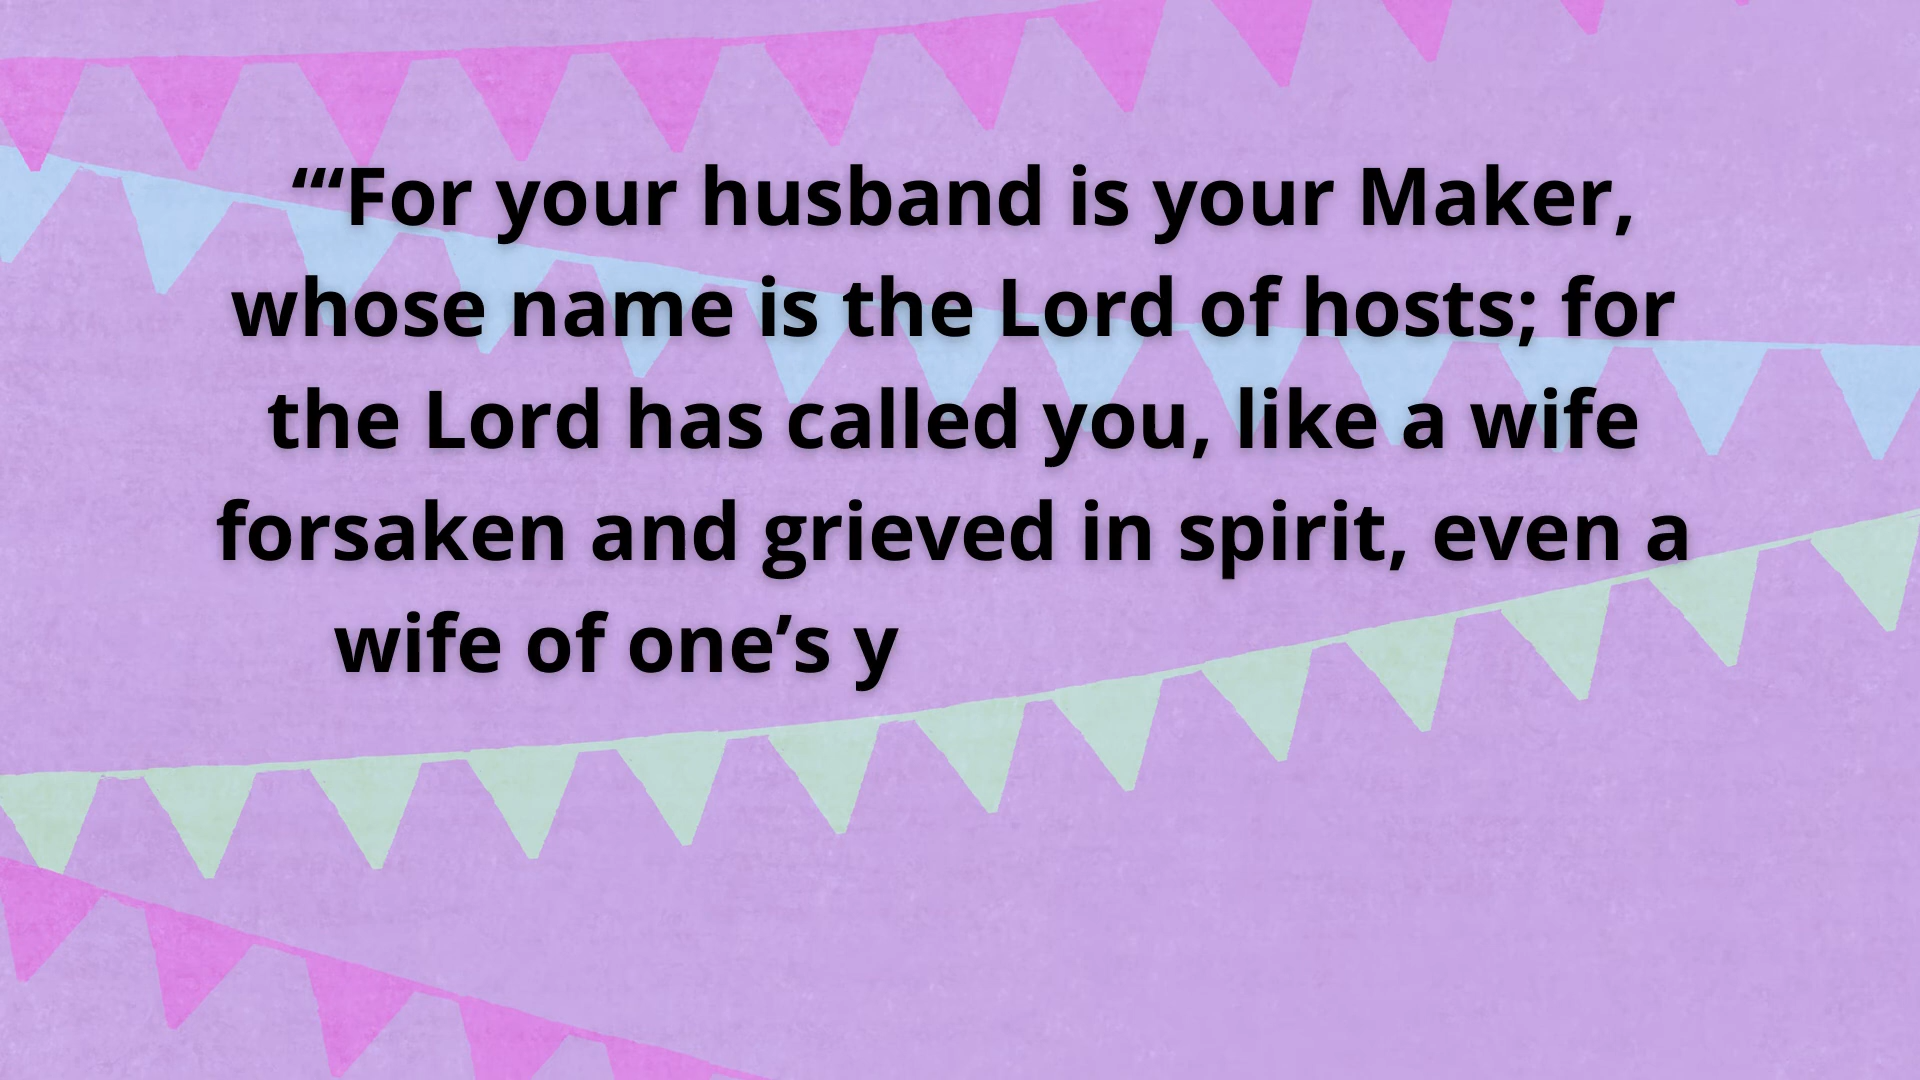 “‘For your husband is your Maker,
whose name is the Lord of hosts; for
the Lord has called you, like a wife
forsaken and grieved in spirit, even a
wife of one’s y